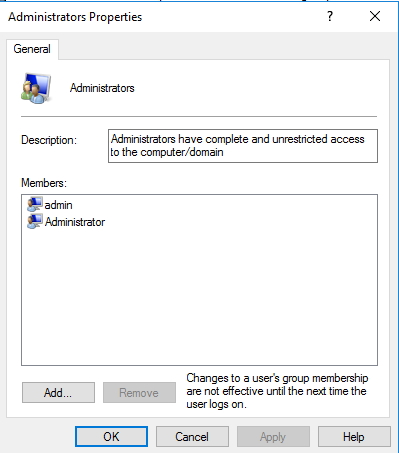 Administrators Properties
?
General
Administrators
Description:
Administrators have complete and unrestricted access
to the computer/domain
Members:
admin
Administrator
Add...
Remove
Changes to a user's group membership
are not effective until the next time the
user logs on.
OK
Cancel
Apply
Help